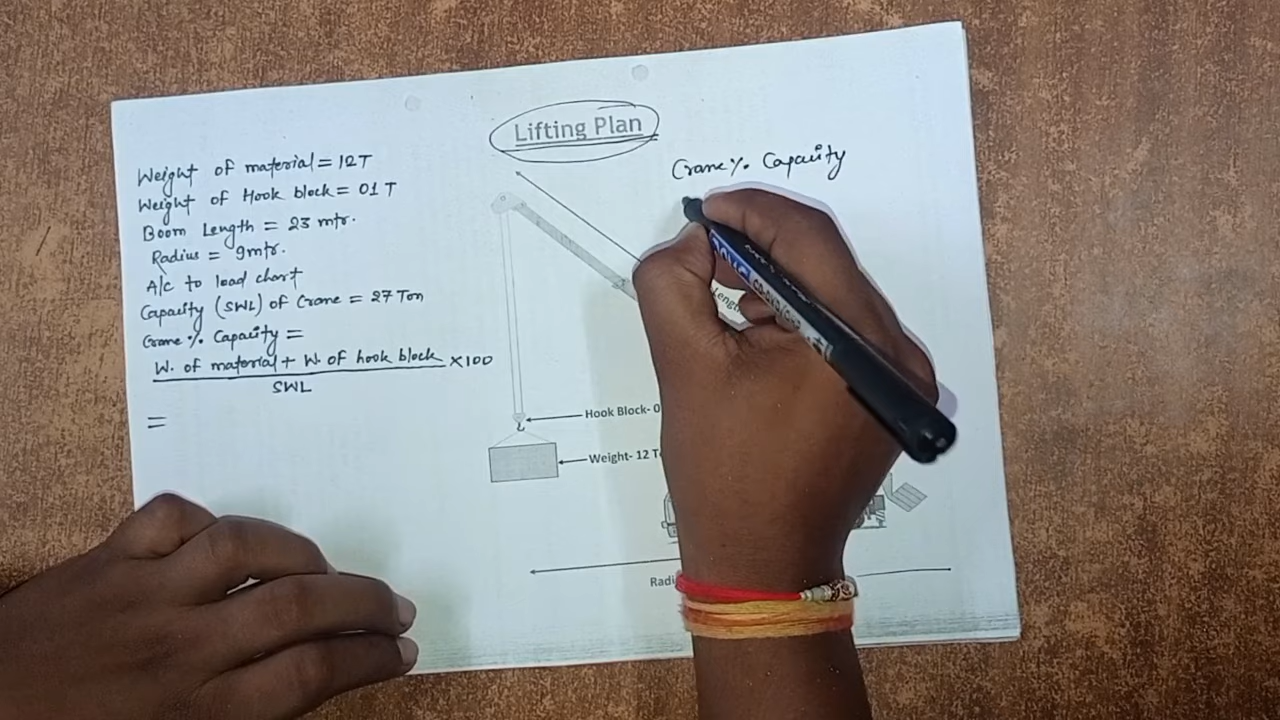 Lifting Plan
Weight of material = 12T
Weight of Hook block = 01 T
Boom Length = 23 mtr.
Radius = 9mtr.
A/c to load chart
Capacity (SWL) of Crane = 27 Ton
Crane % Capacity =
W. of material + W. of hook block ×100
SWL
=
Crane % Capacity
Length
Hook Block- 0
Weight- 12 T